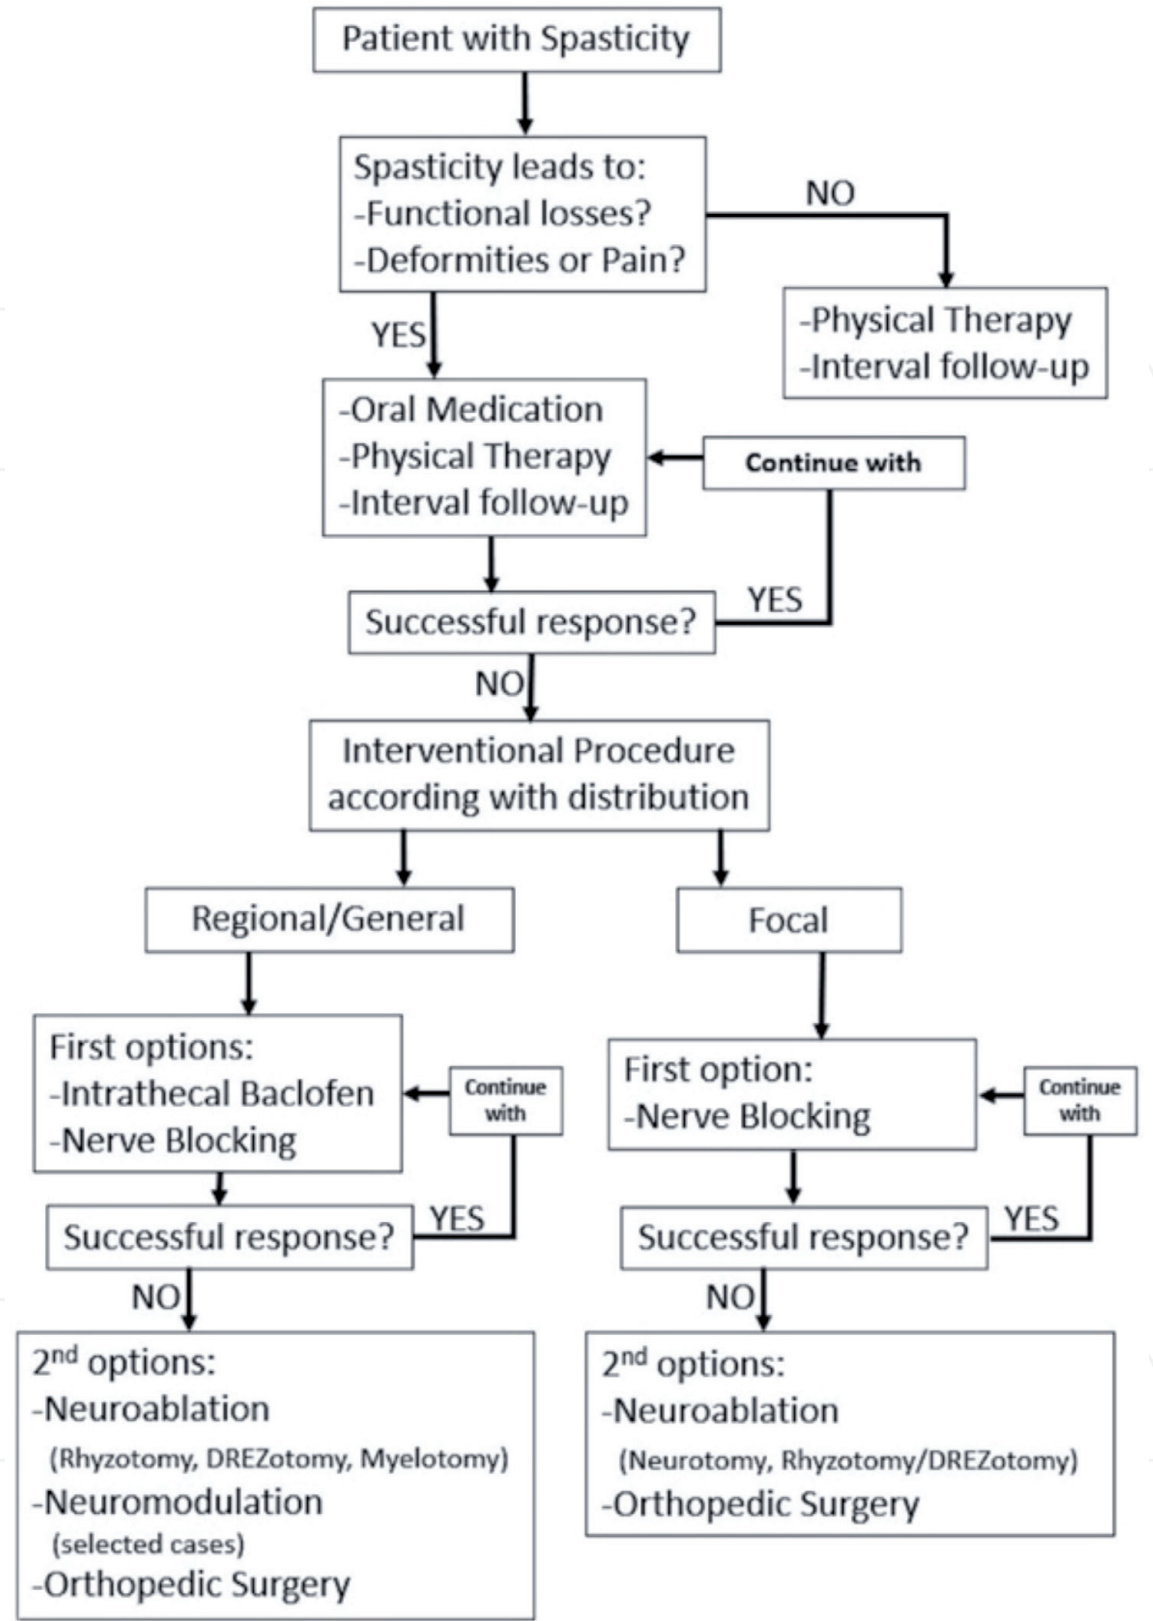 Patient with Spasticity
Spasticity leads to:
-Functional losses?
-Deformities or Pain?
NO
-Physical Therapy
-Interval follow-up
YES
-Oral Medication
-Physical Therapy
-Interval follow-up
Continue with
Successful response?
YES
NO
Interventional Procedure
according with distribution
Regional/General
Focal
First options:
-Intrathecal Baclofen
-Nerve Blocking
Continue
with
First option:
-Nerve Blocking
Continue
with
Successful response?
YES
Successful response?
YES
NO
NO
2nd options:
-Neuroablation
(Rhyzotomy, DREZotomy, Myelotomy)
-Neuromodulation
(selected cases)
-Orthopedic Surgery
2nd options:
-Neuroablation
(Neurotomy, Rhyzotomy/DREZotomy)
-Orthopedic Surgery